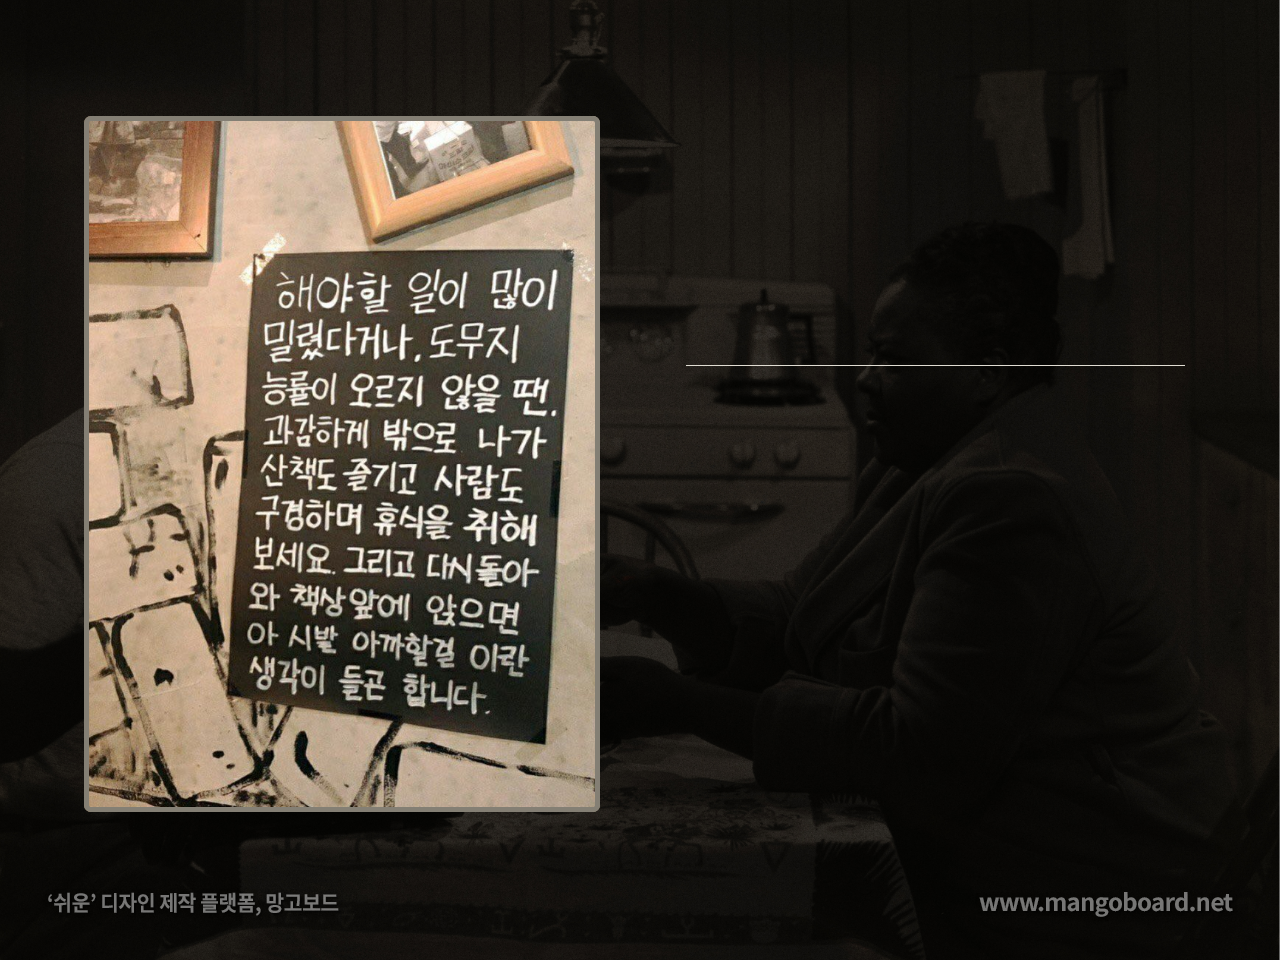 해야할 일이 많이
밀렸다거나, 도무지
능률이 오르지 않을 땐,
과감하게 밖으로 나가
산책도 즐기고 사람도
구경하며 휴식을 취해
보세요. 그리고 다시 돌아
와 책상앞에 앉으면
아 시발 아까할걸 이란
생각이 들곤 합니다.
‘쉬운’ 디자인 제작 플랫폼, 망고보드
www.mangoboard.net